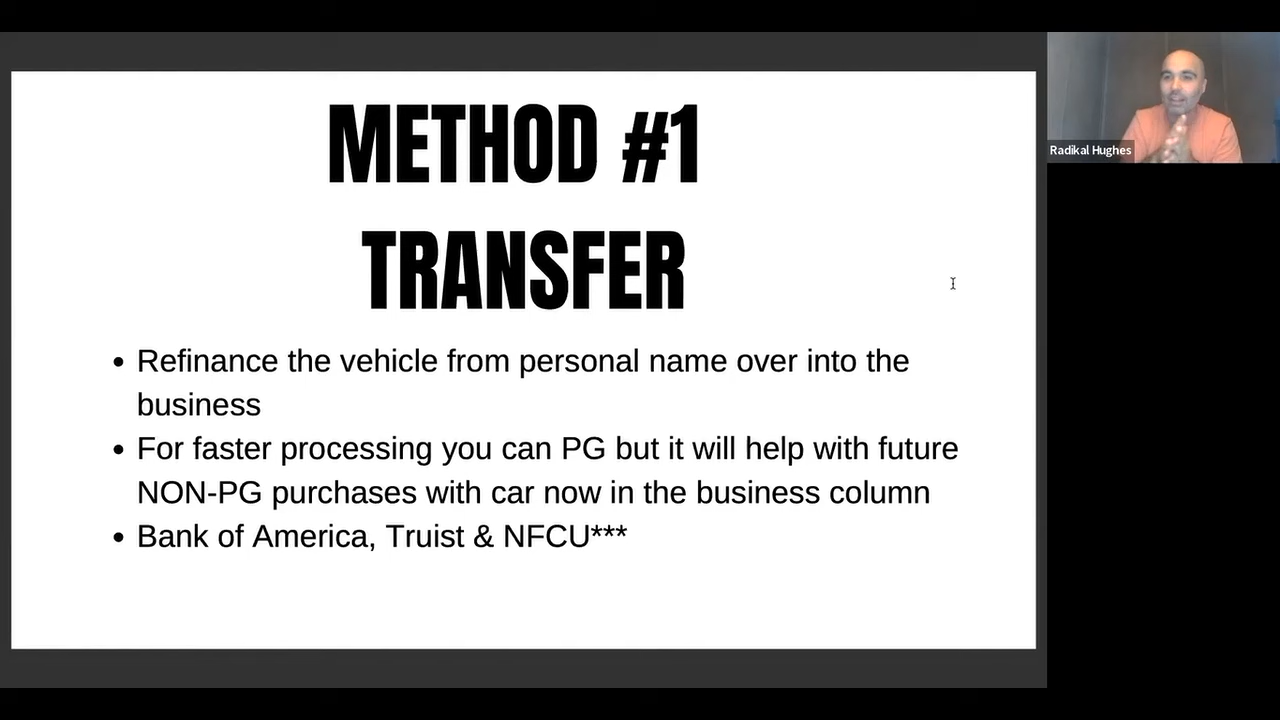 METHOD #1
TRANSFER
• Refinance the vehicle from personal name over into the
business
• For faster processing you can PG but it will help with future
NON-PG purchases with car now in the business column
• Bank of America, Truist & NFCU***
Radikal Hughes